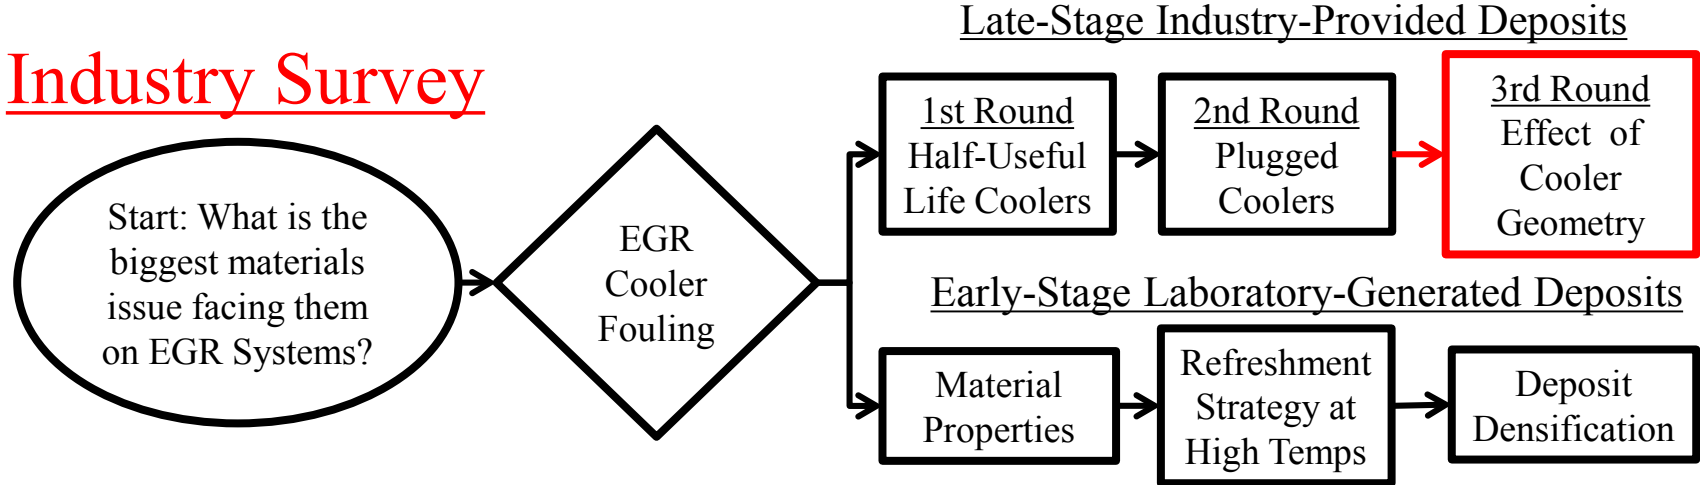 Industry Survey
Start: What is the
biggest materials
issue facing them
on EGR Systems?
EGR
Cooler
Fouling
Late-Stage Industry-Provided Deposits
1st Round
Half-Useful
Life Coolers
2nd Round
Plugged
Coolers
3rd Round
Effect of
Cooler
Geometry
Early-Stage Laboratory-Generated Deposits
Material
Properties
Refreshment
Strategy at
High Temps
Deposit
Densification